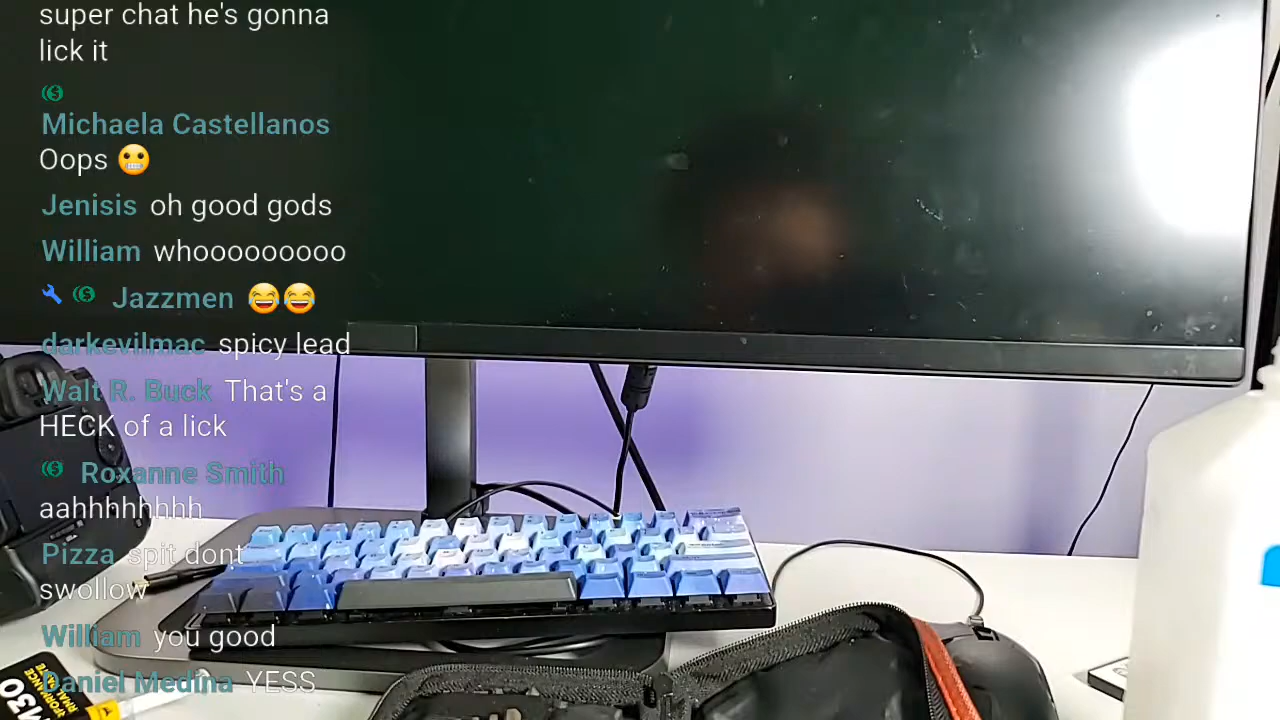 super chat he's gonna
lick it
Michaela Castellanos
Oops 😬
Jenisis oh good gods
William whooooooooo
Jazzmen 😂😂
darkevilmac spicy lead
Walt R. Buck That's a
HECK of a lick
Roxanne Smith
aahhhhhhhh
Pizza spit dont
swollow
William you good
Daniel Medina YESS